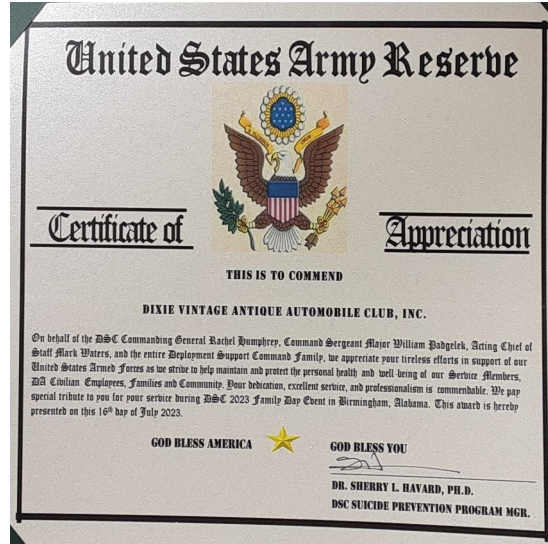 United States Army Reserve
Certificate of
Appreciation
THIS IS TO COMMEND
DIXIE VINTAGE ANTIQUE AUTOMOBILE CLUB, INC.
On behalf of the DSC Commanding General Rachel Humphrey, Command Sergeant Major William Padgelek, Acting Chief of
Staff Mark Waters, and the entire Deployment Support Command Family, we appreciate your tireless efforts in support of our
United States Armed Forces as we strive to help maintain and protect the personal health and well-being of our Service Members,
DA Civilian Employees, Families and Community. Your dedication, excellent service, and professionalism is commendable. We pay
special tribute to you for your service during DSC 2023 Family Day Event in Birmingham, Alabama. This award is hereby
presented on this 16th day of July 2023.
GOD BLESS AMERICA
GOD BLESS YOU
DR. SHERRY L. HAVARD, PH.D.
DSC SUICIDE PREVENTION PROGRAM MGR.